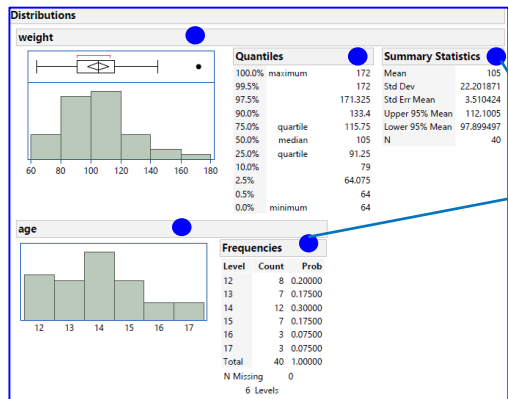 Distributions
weight
60 80 100 120 140 160 180
Quantiles
100.0% maximum 172
99.5% 172
97.5% 171.325
90.0% 133.4
75.0% quartile 115.75
50.0% median 105
25.0% quartile 91.25
10.0% 79
2.5% 64.075
0.5% 64
0.0% minimum 64
Summary Statistics
Mean 105
Std Dev 22.201871
Std Err Mean 3.510424
Upper 95% Mean 112.1005
Lower 95% Mean 97.899497
N 40
age
12 13 14 15 16 17
Frequencies
Level Count Prob
12 8 0.20000
13 7 0.17500
14 12 0.30000
15 7 0.17500
16 3 0.07500
17 3 0.07500
Total 40 1.00000
N Missing 0
6 Levels